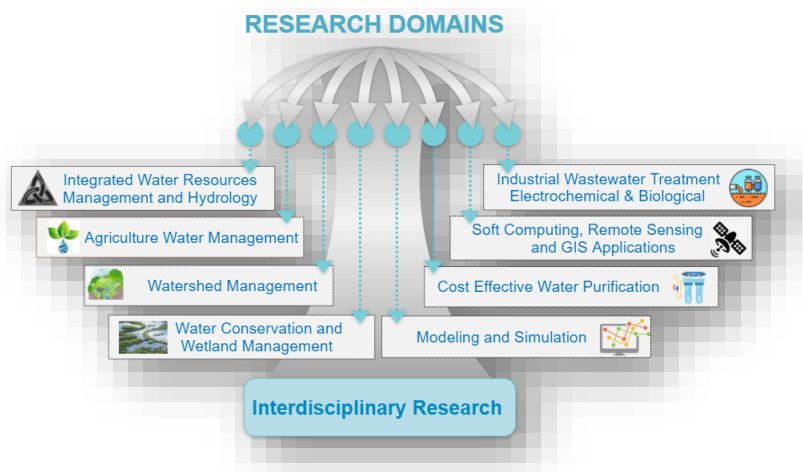 RESEARCH DOMAINS
Integrated Water Resources
Management and Hydrology
Agriculture Water Management
Watershed Management
Water Conservation and
Wetland Management
Industrial Wastewater Treatment
Electrochemical & Biological
Soft Computing, Remote Sensing
and GIS Applications
Cost Effective Water Purification
Modeling and Simulation
Interdisciplinary Research